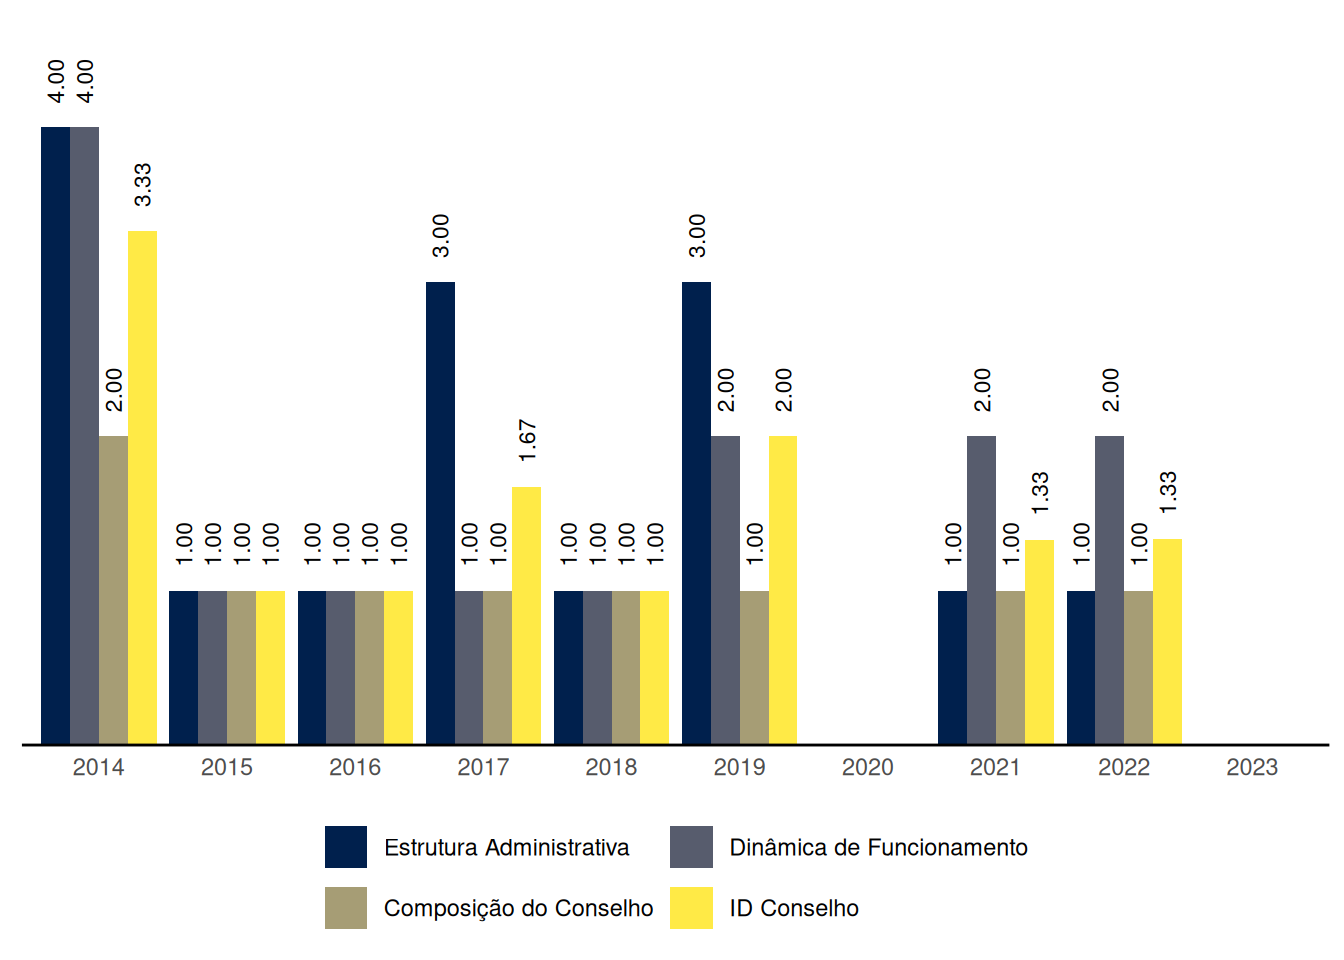 4.00 4.00 2.00 3.33
1.00 1.00 1.00 1.00
1.00 1.00 1.00 1.00
3.00 1.00 1.00 1.67
1.00 1.00 1.00 1.00
3.00 2.00 1.00 2.00
1.00 2.00 1.00 1.33
1.00 2.00 1.00 1.33
2014 2015 2016 2017 2018 2019 2020 2021 2022 2023
Estrutura Administrativa Dinâmica de Funcionamento
Composição do Conselho ID Conselho